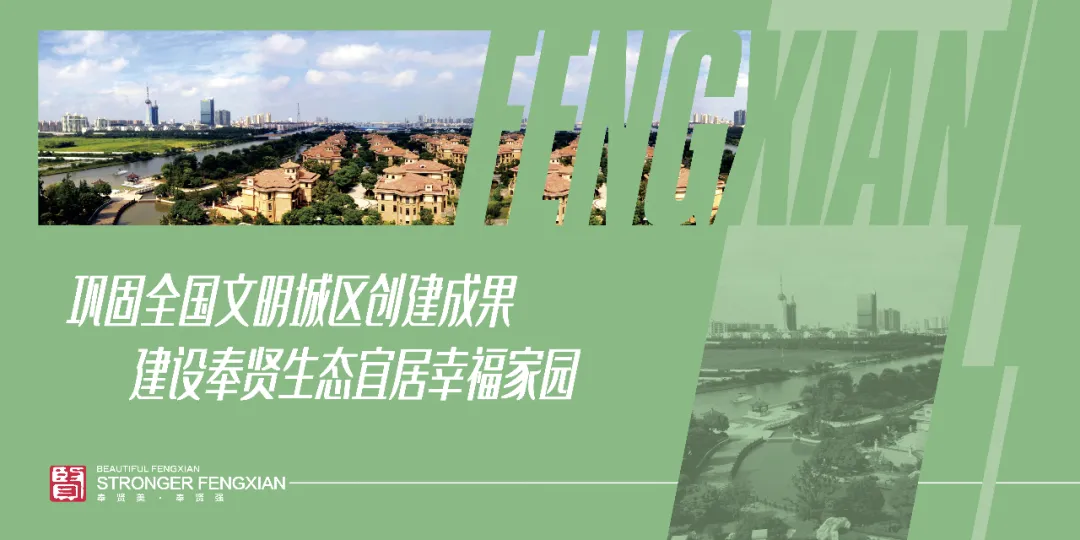 FENGXIAN
巩固全国文明城区创建成果
建设奉贤生态宜居幸福家园
賢
BEAUTIFUL FENGXIAN
STRONGER FENGXIAN
奉贤美·奉贤强